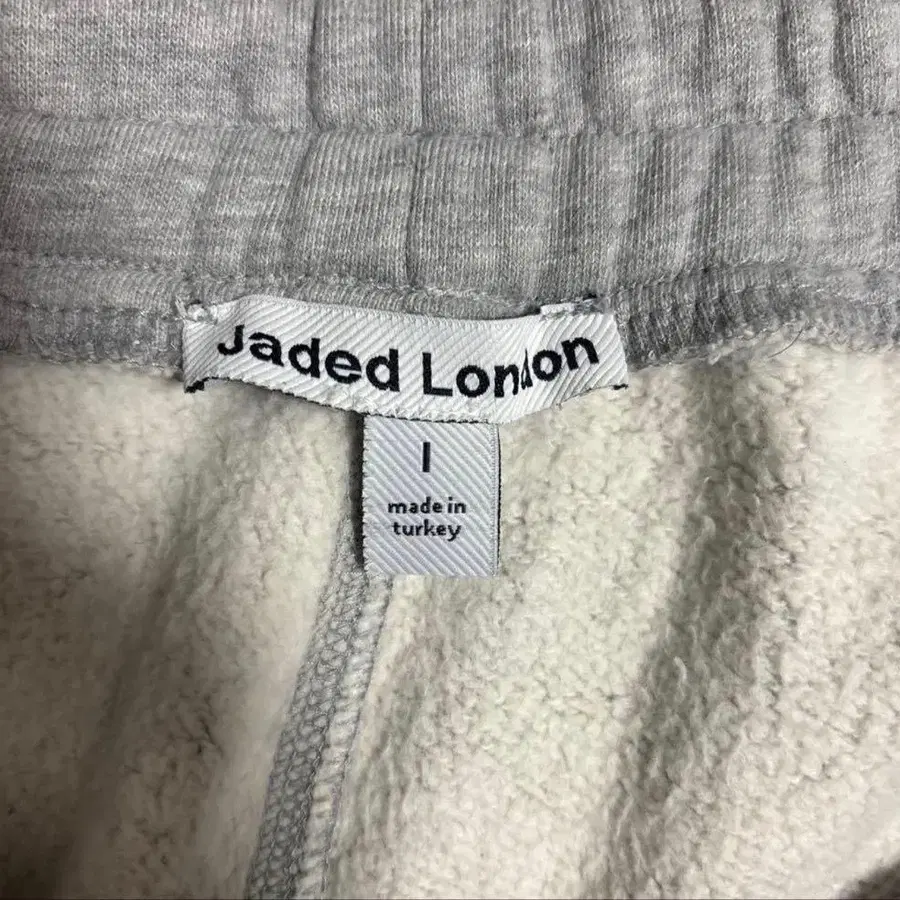 Jaded London
I
made in
turkey